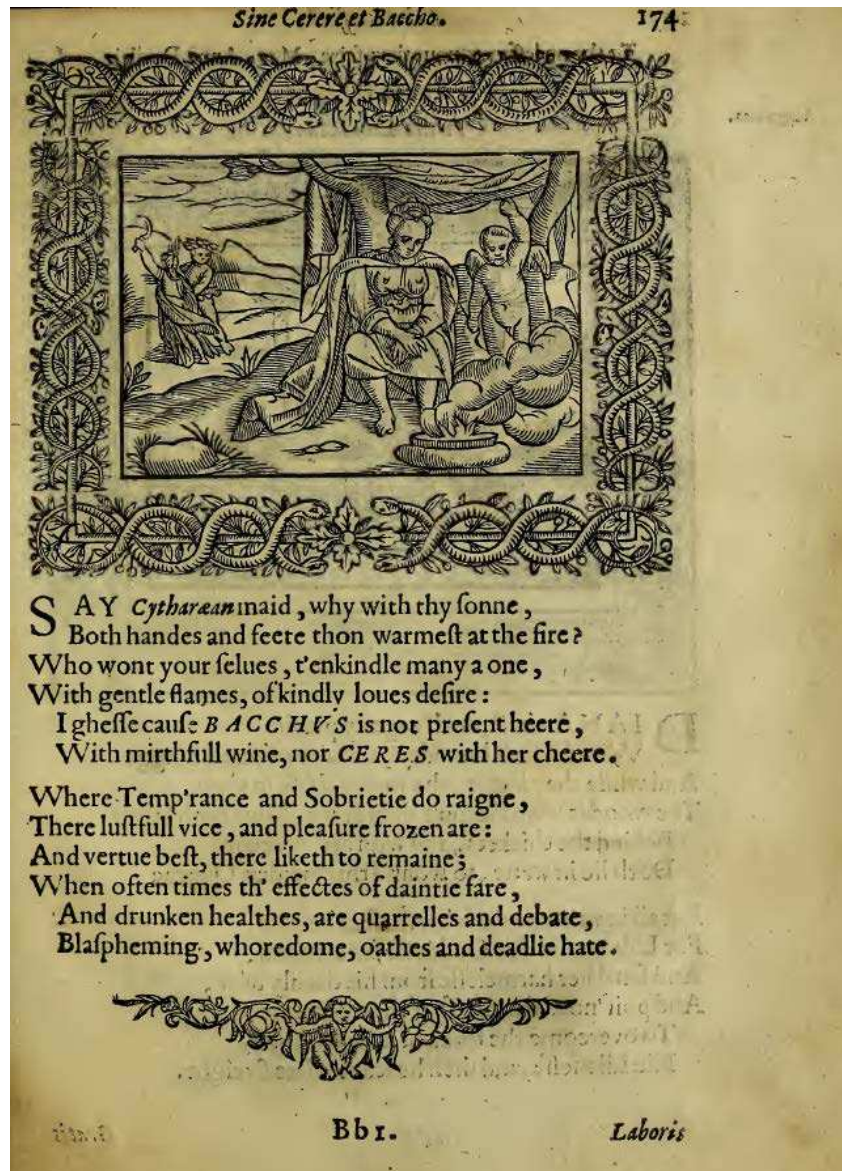 Sine Cerere et Baccho.
174
SAY Cytharæan maid, why with thy ſonne,
Both handes and feete thon warmeſt at the fire?
Who wont your ſelues, t'enkindle many a one,
With gentle flames, of kindly loues deſire:
I gheſſe cauſe BACCHVS is not preſent heere,
With mirthfull wine, nor CERES with her cheere.
Where Temp'rance and Sobrietie do raigne,
There luſtfull vice, and pleaſure frozen are:
And vertue beſt, there liketh to remaine;
When often times th' effectes of daintie fare,
And drunken healthes, are quarrelles and debate,
Blaſpheming, whoredome, oathes and deadlie hate.
Bb1.
Laboris